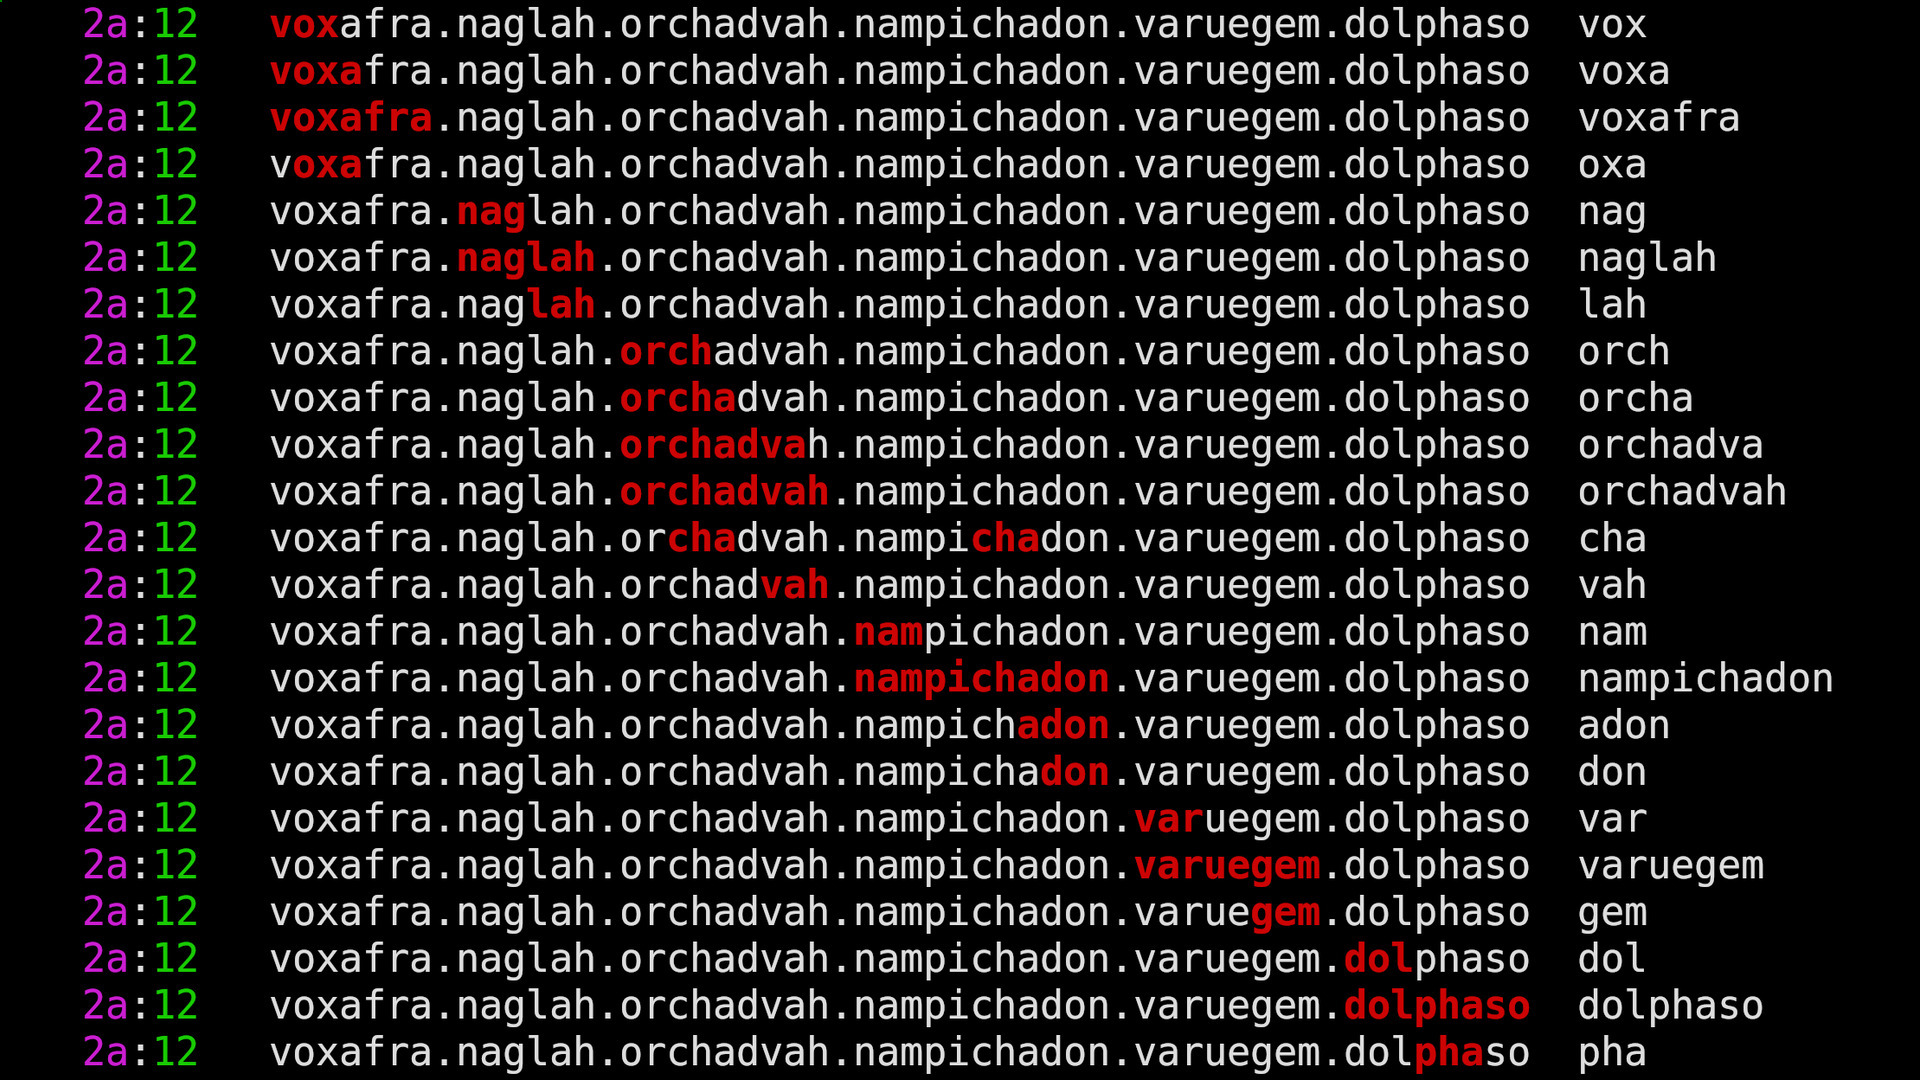 2a:12 voxafra.naglah.orchadvah.nampichadon.varuegem.dolphaso vox
2a:12 voxafra.naglah.orchadvah.nampichadon.varuegem.dolphaso voxa
2a:12 voxafra.naglah.orchadvah.nampichadon.varuegem.dolphaso voxafra
2a:12 voxafra.naglah.orchadvah.nampichadon.varuegem.dolphaso oxa
2a:12 voxafra.naglah.orchadvah.nampichadon.varuegem.dolphaso nag
2a:12 voxafra.naglah.orchadvah.nampichadon.varuegem.dolphaso naglah
2a:12 voxafra.naglah.orchadvah.nampichadon.varuegem.dolphaso lah
2a:12 voxafra.naglah.orchadvah.nampichadon.varuegem.dolphaso orch
2a:12 voxafra.naglah.orchadvah.nampichadon.varuegem.dolphaso orcha
2a:12 voxafra.naglah.orchadvah.nampichadon.varuegem.dolphaso orchadva
2a:12 voxafra.naglah.orchadvah.nampichadon.varuegem.dolphaso orchadvah
2a:12 voxafra.naglah.orchadvah.nampichadon.varuegem.dolphaso cha
2a:12 voxafra.naglah.orchadvah.nampichadon.varuegem.dolphaso vah
2a:12 voxafra.naglah.orchadvah.nampichadon.varuegem.dolphaso nam
2a:12 voxafra.naglah.orchadvah.nampichadon.varuegem.dolphaso nampichadon
2a:12 voxafra.naglah.orchadvah.nampichadon.varuegem.dolphaso adon
2a:12 voxafra.naglah.orchadvah.nampichadon.varuegem.dolphaso don
2a:12 voxafra.naglah.orchadvah.nampichadon.varuegem.dolphaso var
2a:12 voxafra.naglah.orchadvah.nampichadon.varuegem.dolphaso varuegem
2a:12 voxafra.naglah.orchadvah.nampichadon.varuegem.dolphaso gem
2a:12 voxafra.naglah.orchadvah.nampichadon.varuegem.dolphaso dol
2a:12 voxafra.naglah.orchadvah.nampichadon.varuegem.dolphaso dolphaso
2a:12 voxafra.naglah.orchadvah.nampichadon.varuegem.dolphaso pha